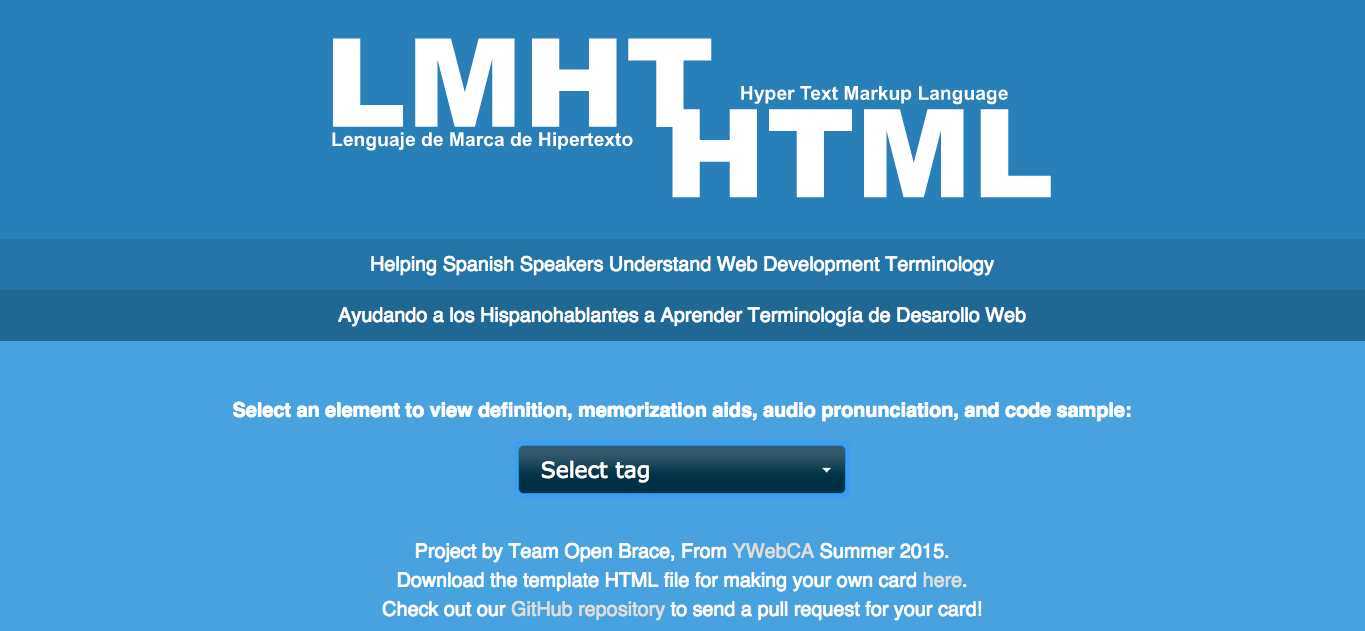 LMHT
Hyper Text Markup Language
Lenguaje de Marca de Hipertexto
HTML
Helping Spanish Speakers Understand Web Development Terminology
Ayudando a los Hispanohablantes a Aprender Terminología de Desarollo Web
Select an element to view definition, memorization aids, audio pronunciation, and code sample:
Select tag
Project by Team Open Brace, From YWebCA Summer 2015.
Download the template HTML file for making your own card here.
Check out our GitHub repository to send a pull request for your card!